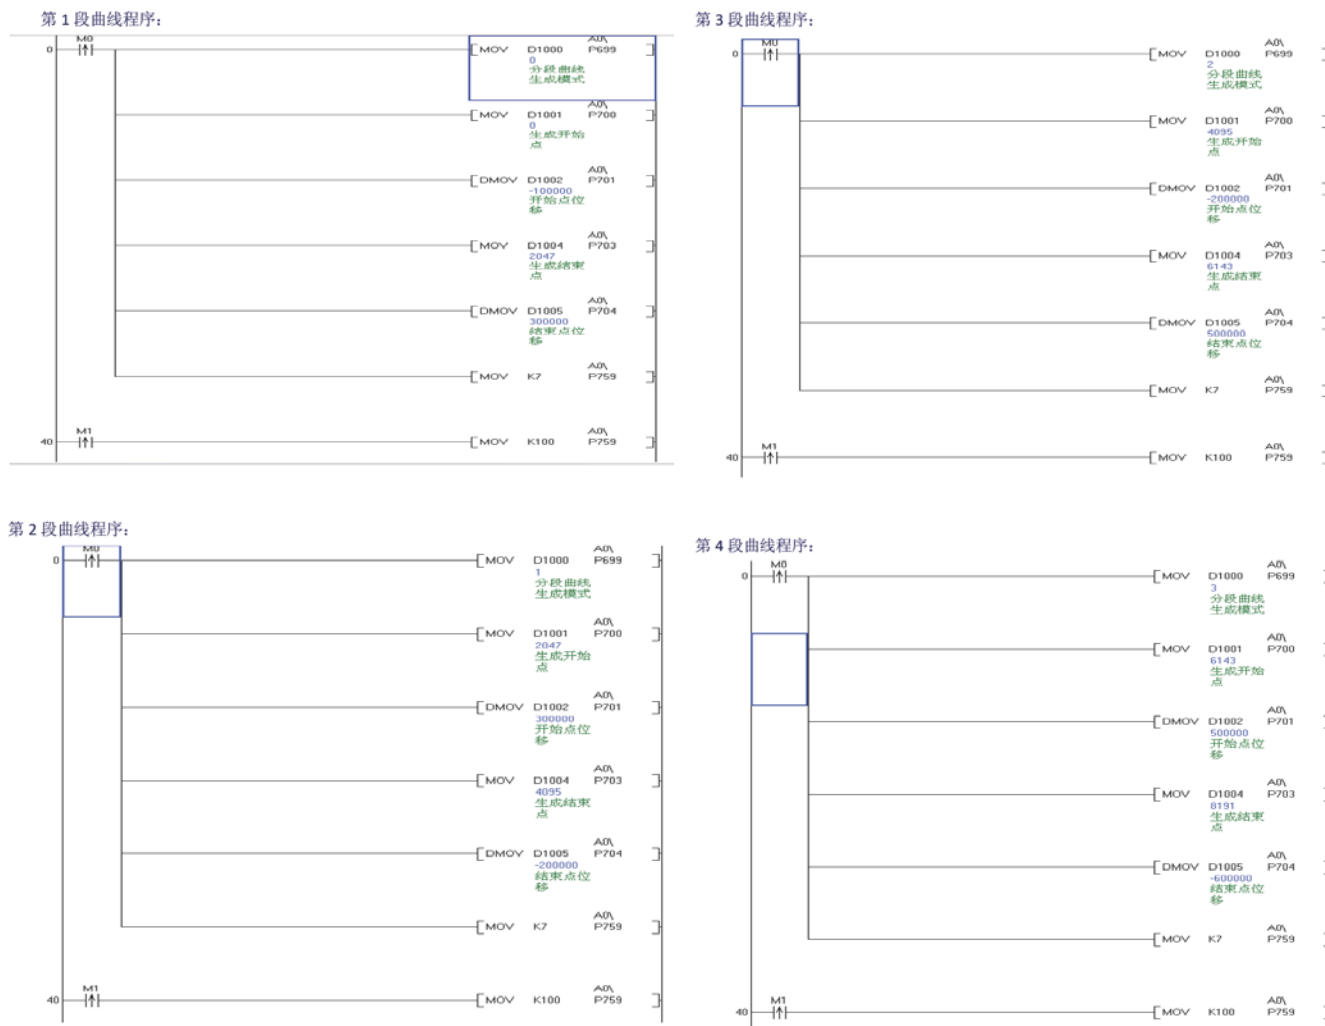 第 1 段曲线程序：
M0
0
[MOV D1000 A0\P699 ]
0
分段曲线
生成模式
[MOV D1001 A0\P700 ]
0
生成开始
点
[DMOV D1002 A0\P701 ]
-100000
开始点位
移
[MOV D1004 A0\P703 ]
2047
生成结束
点
[DMOV D1005 A0\P704 ]
300000
结束点位
移
[MOV K7 A0\P759 ]
M1
40
[MOV K100 A0\P759 ]
第 2 段曲线程序：
M0
0
[MOV D1000 A0\P699 ]
1
分段曲线
生成模式
[MOV D1001 A0\P700 ]
2047
生成开始
点
[DMOV D1002 A0\P701 ]
300000
开始点位
移
[MOV D1004 A0\P703 ]
4095
生成结束
点
[DMOV D1005 A0\P704 ]
-200000
结束点位
移
[MOV K7 A0\P759 ]
M1
40
[MOV K100 A0\P759 ]
第 3 段曲线程序：
M0
0
[MOV D1000 A0\P699 ]
2
分段曲线
生成模式
[MOV D1001 A0\P700 ]
4095
生成开始
点
[DMOV D1002 A0\P701 ]
-200000
开始点位
移
[MOV D1004 A0\P703 ]
6143
生成结束
点
[DMOV D1005 A0\P704 ]
500000
结束点位
移
[MOV K7 A0\P759 ]
M1
40
[MOV K100 A0\P759 ]
第 4 段曲线程序：
M0
0
[MOV D1000 A0\P699 ]
3
分段曲线
生成模式
[MOV D1001 A0\P700 ]
6143
生成开始
点
[DMOV D1002 A0\P701 ]
500000
开始点位
移
[MOV D1004 A0\P703 ]
8191
生成结束
点
[DMOV D1005 A0\P704 ]
-600000
结束点位
移
[MOV K7 A0\P759 ]
M1
40
[MOV K100 A0\P759 ]